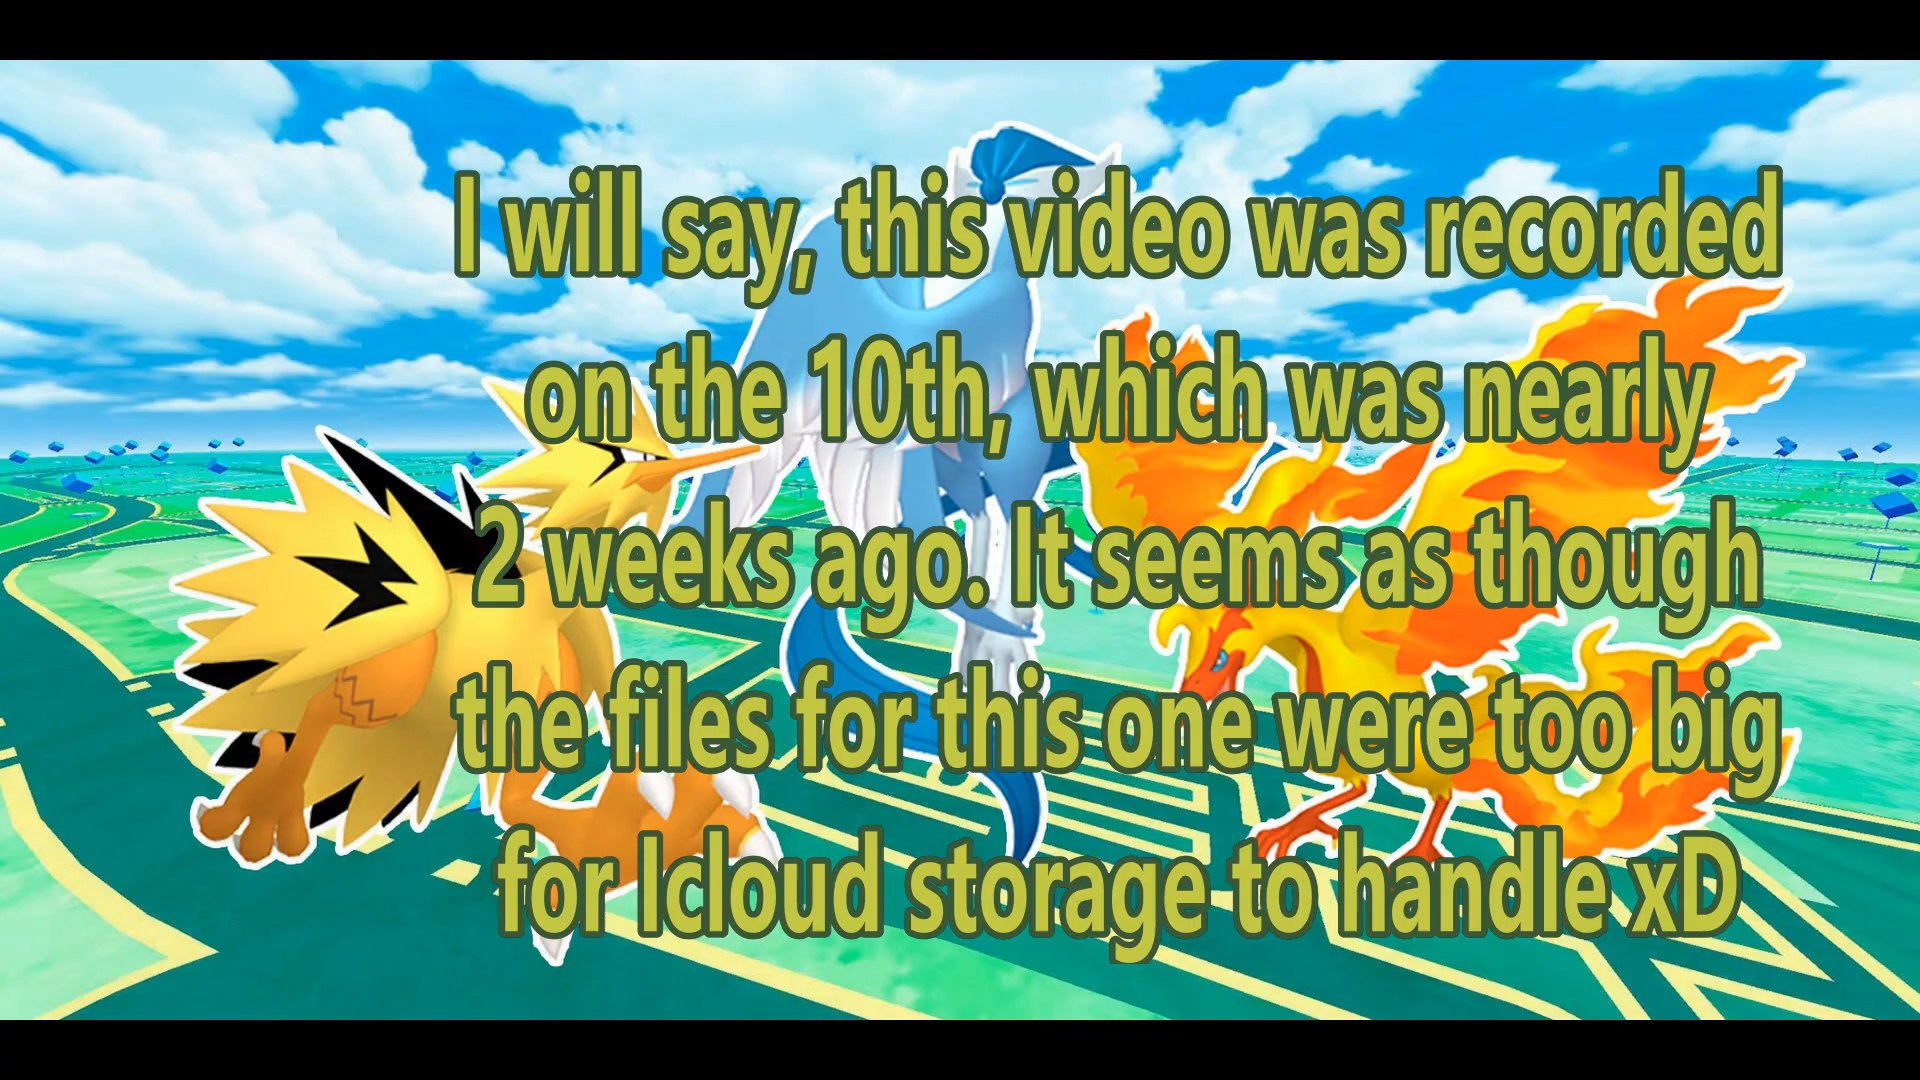 I will say, this video was recorded
on the 10th, which was nearly
2 weeks ago. It seems as though
the files for this one were too big
for Icloud storage to handle xD